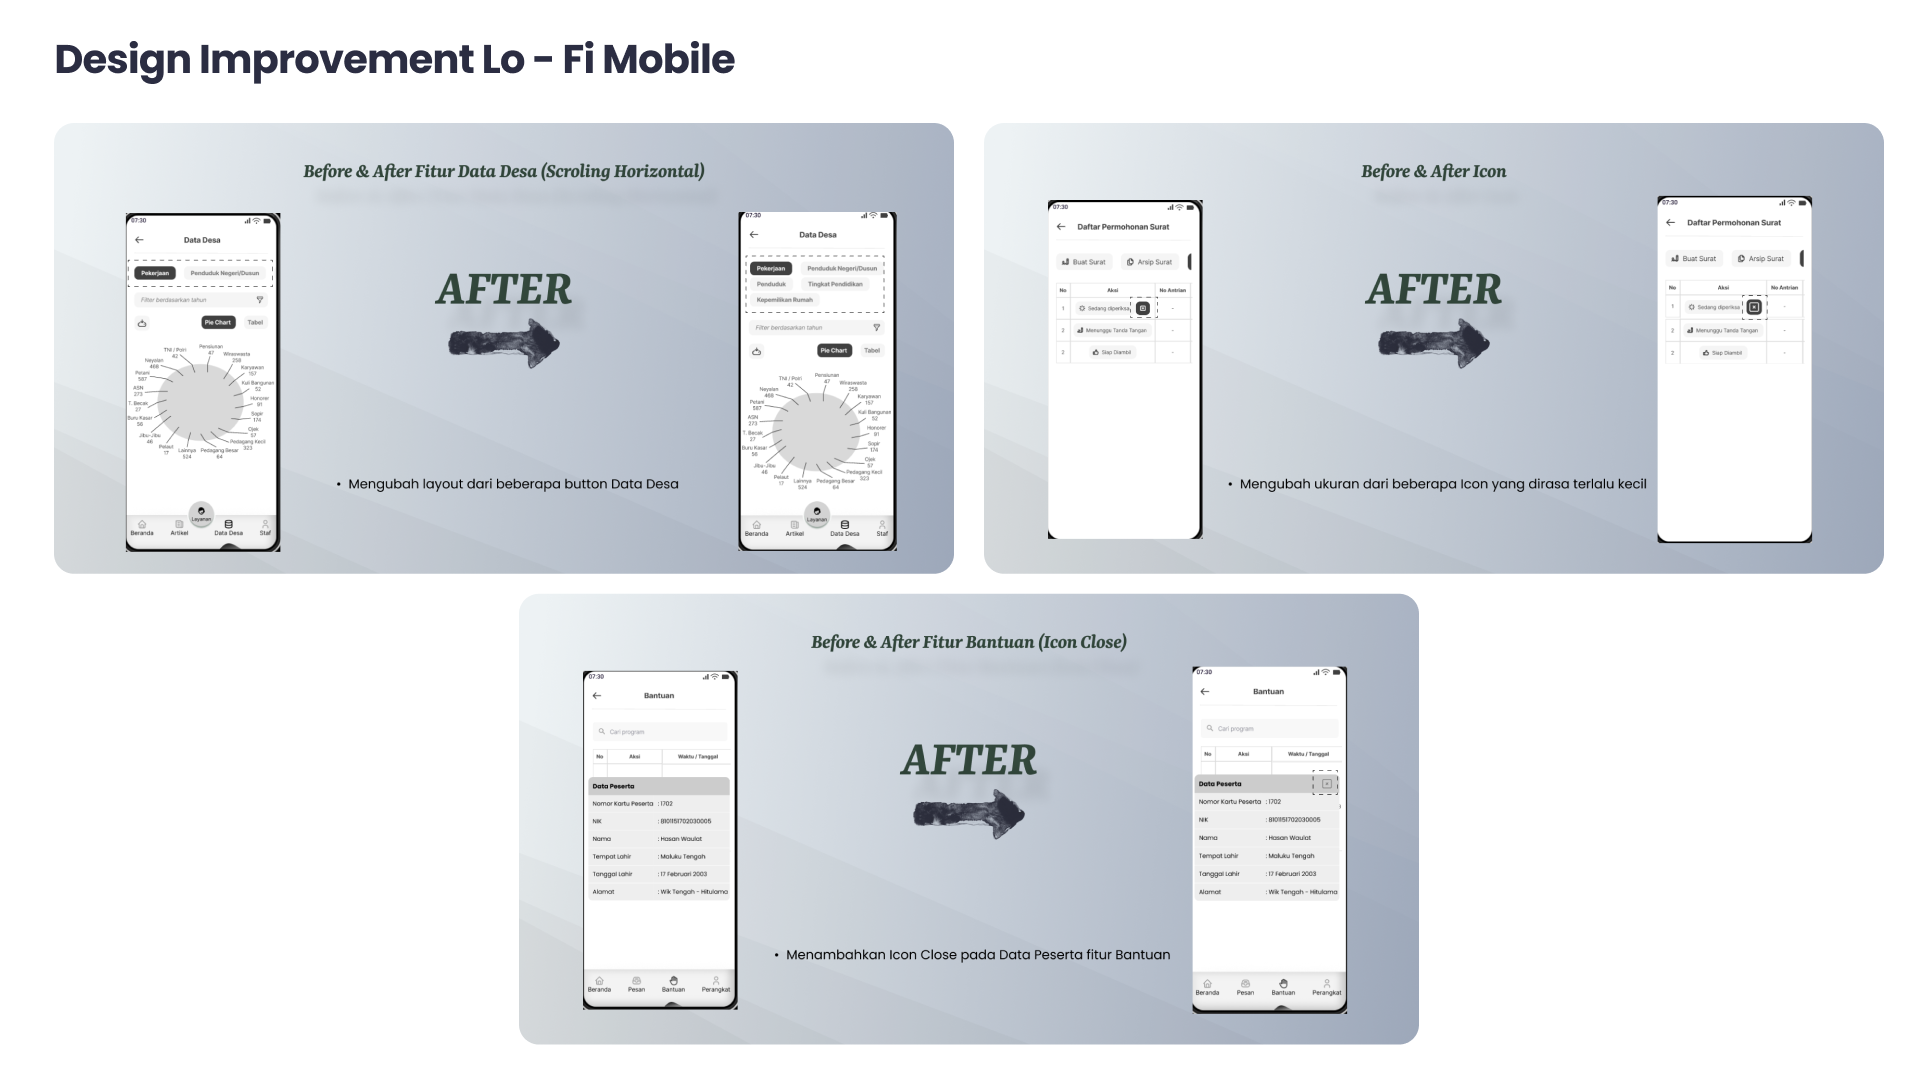 Design Improvement Lo - Fi Mobile
Before & After Fitur Data Desa (Scroling Horizontal)
07:30
Data Desa
Pekerjaan
Penduduk Negeri/Dusun
Filter berdasarkan tahun
Pie Chart
Tabel
Pensiunan
47
TNI / Polri
42
Wiraswasta
258
Neyalan
468
Karyawan
157
Petani
587
Kuli Bangunan
52
ASN
273
Honorer
91
T. Becak
27
Sopir
174
Buru Kasar
56
Ojek
57
Jibu-Jibu
46
Pedagang Kecil
323
Pelaut
17
Lainnya
524
Pedagang Besar
64
Layanan
Beranda
Artikel
Data Desa
Staf
AFTER
• Mengubah layout dari beberapa button Data Desa
07:30
Data Desa
Pekerjaan
Penduduk Negeri/Dusun
Penduduk
Tingkat Pendidikan
Kepemilikan Rumah
Filter berdasarkan tahun
Pie Chart
Tabel
Pensiunan
47
TNI / Polri
42
Wiraswasta
258
Neyalan
468
Karyawan
157
Petani
587
Kuli Bangunan
52
ASN
273
Honorer
91
T. Becak
27
Sopir
174
Buru Kasar
56
Ojek
57
Jibu-Jibu
46
Pedagang Kecil
323
Pelaut
17
Lainnya
524
Pedagang Besar
64
Layanan
Beranda
Artikel
Data Desa
Staf
Before & After Icon
07:30
Daftar Permohonan Surat
Buat Surat
Arsip Surat
No Aksi No Antrian
1 Sedang diperiksa -
2 Menunggu Tanda Tangan -
2 Siap Diambil -
AFTER
• Mengubah ukuran dari beberapa Icon yang dirasa terlalu kecil
07:30
Daftar Permohonan Surat
Buat Surat
Arsip Surat
No Aksi No Antrian
1 Sedang diperiksa -
2 Menunggu Tanda Tangan -
2 Siap Diambil -
Before & After Fitur Bantuan (Icon Close)
07:30
Bantuan
Cari program
No Aksi Waktu / Tanggal
Data Peserta
Nomor Kartu Peserta : 1702
NIK : 8101151702030005
Nama : Hasan Waulat
Tempat Lahir : Maluku Tengah
Tanggal Lahir : 17 Februari 2003
Alamat : Wik Tengah - Hitulama
Beranda
Pesan
Bantuan
Perangkat
AFTER
• Menambahkan Icon Close pada Data Peserta fitur Bantuan
07:30
Bantuan
Cari program
No Aksi Waktu / Tanggal
Data Peserta
Nomor Kartu Peserta : 1702
NIK : 8101151702030005
Nama : Hasan Waulat
Tempat Lahir : Maluku Tengah
Tanggal Lahir : 17 Februari 2003
Alamat : Wik Tengah - Hitulama
Beranda
Pesan
Bantuan
Perangkat